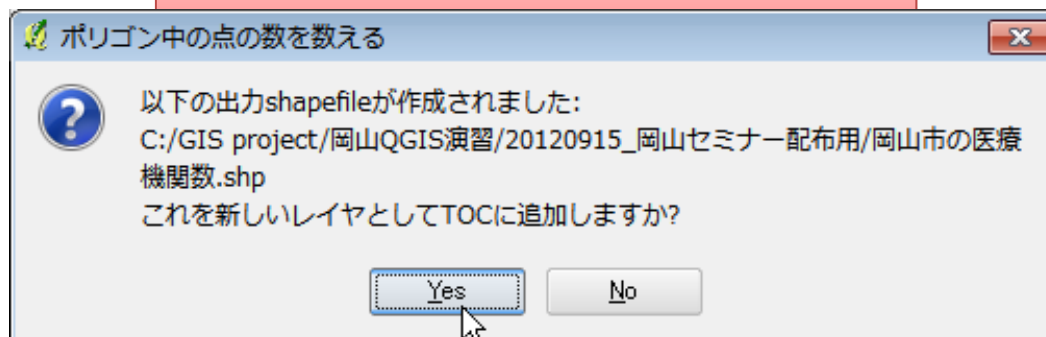 ポリゴン中の点の数を数える
以下の出力shapefileが作成されました:
C:/GIS project/岡山QGIS演習/20120915_岡山セミナー配布用/岡山市の医療
機関数.shp
これを新しいレイヤとしてTOCに追加しますか?
Yes No